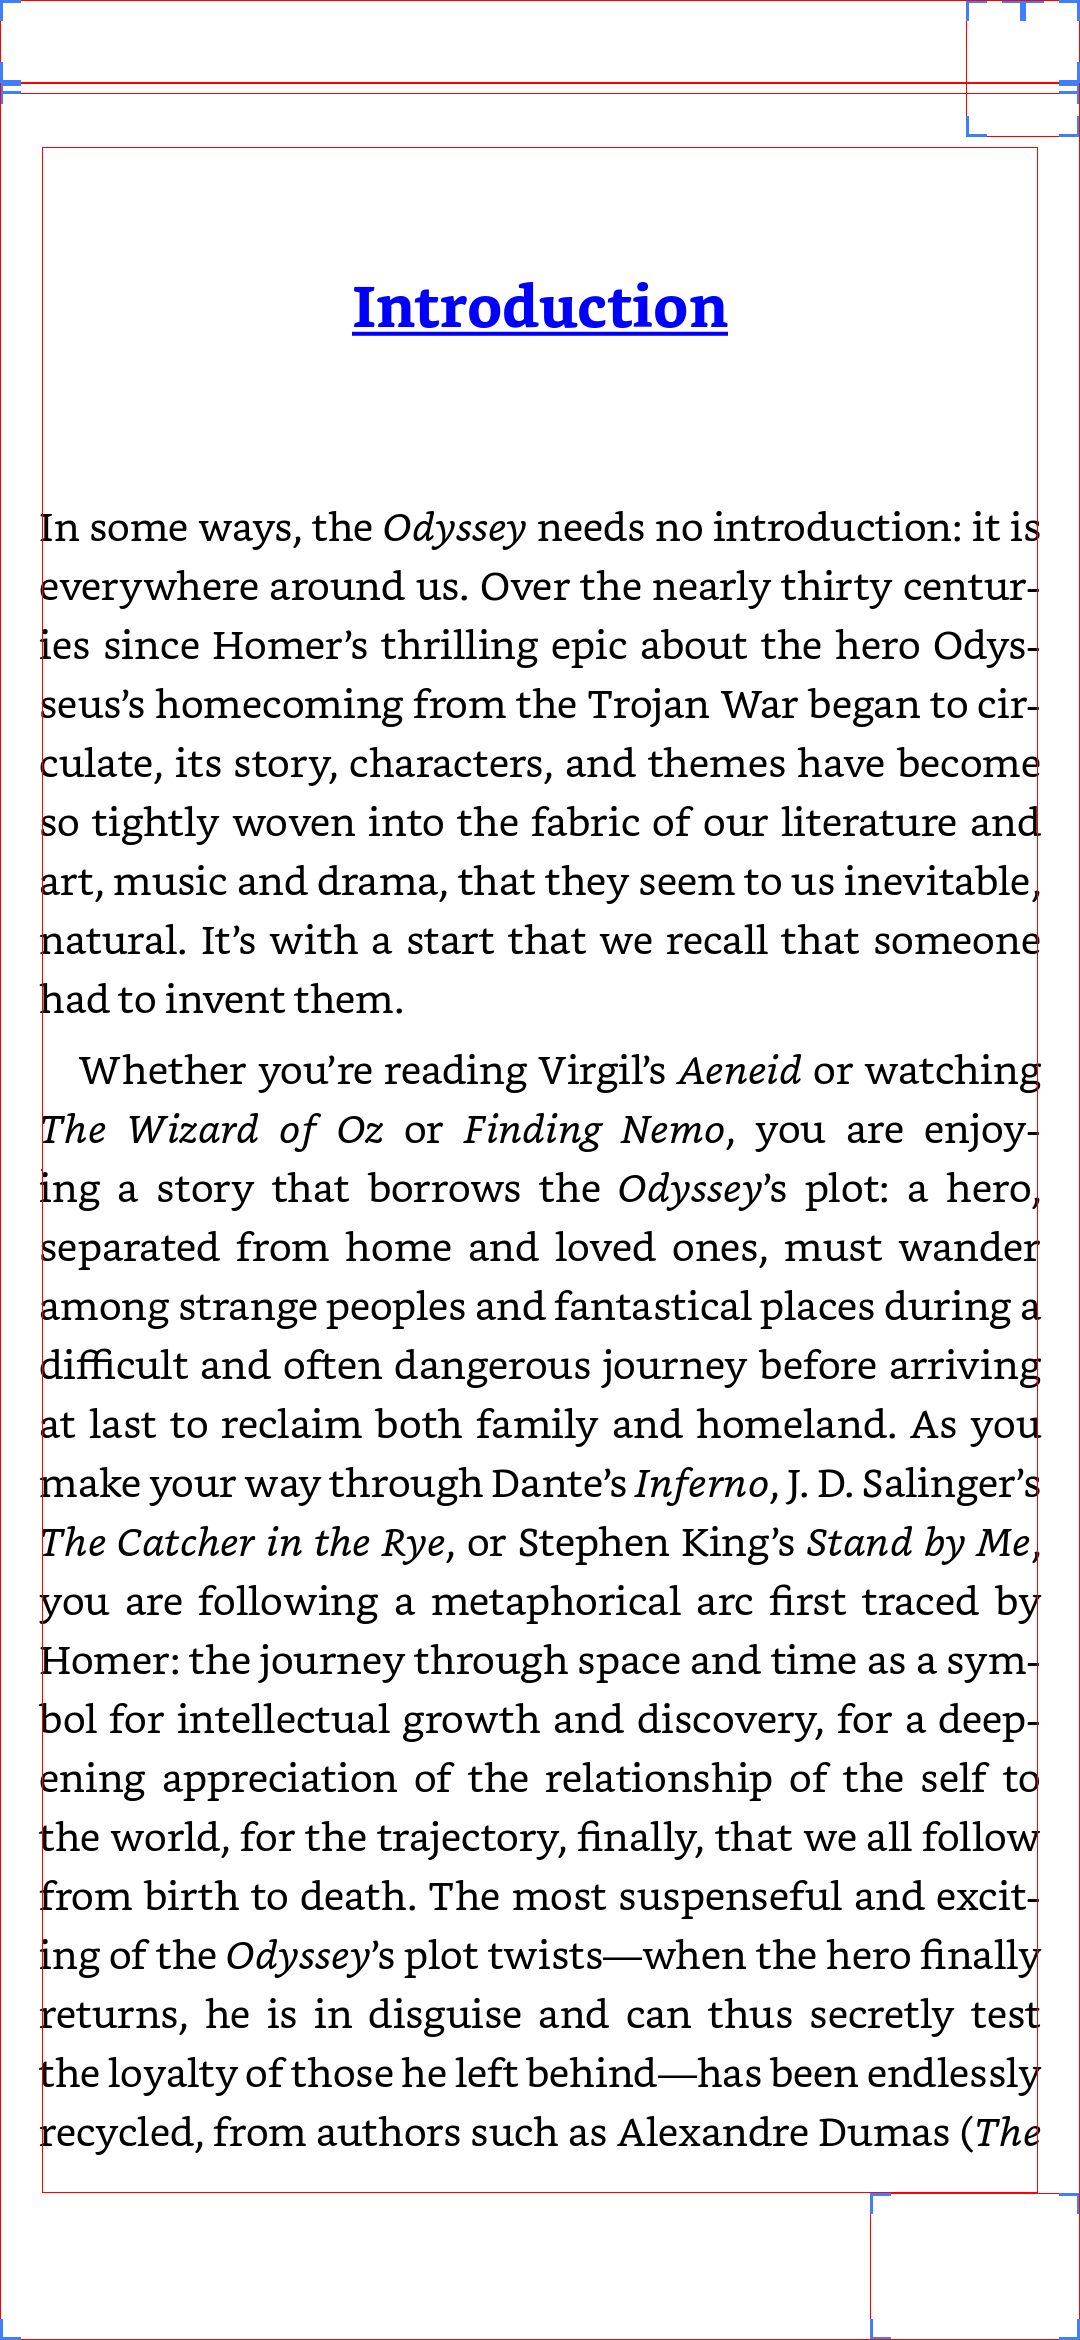 Introduction
In some ways, the Odyssey needs no introduction: it is
everywhere around us. Over the nearly thirty centur-
ies since Homer’s thrilling epic about the hero Odys-
seus’s homecoming from the Trojan War began to cir-
culate, its story, characters, and themes have become
so tightly woven into the fabric of our literature and
art, music and drama, that they seem to us inevitable,
natural. It’s with a start that we recall that someone
had to invent them.
Whether you’re reading Virgil’s Aeneid or watching
The Wizard of Oz or Finding Nemo, you are enjoy-
ing a story that borrows the Odyssey’s plot: a hero,
separated from home and loved ones, must wander
among strange peoples and fantastical places during a
difficult and often dangerous journey before arriving
at last to reclaim both family and homeland. As you
make your way through Dante’s Inferno, J. D. Salinger’s
The Catcher in the Rye, or Stephen King’s Stand by Me,
you are following a metaphorical arc first traced by
Homer: the journey through space and time as a sym-
bol for intellectual growth and discovery, for a deep-
ening appreciation of the relationship of the self to
the world, for the trajectory, finally, that we all follow
from birth to death. The most suspenseful and excit-
ing of the Odyssey’s plot twists—when the hero finally
returns, he is in disguise and can thus secretly test
the loyalty of those he left behind—has been endlessly
recycled, from authors such as Alexandre Dumas (The